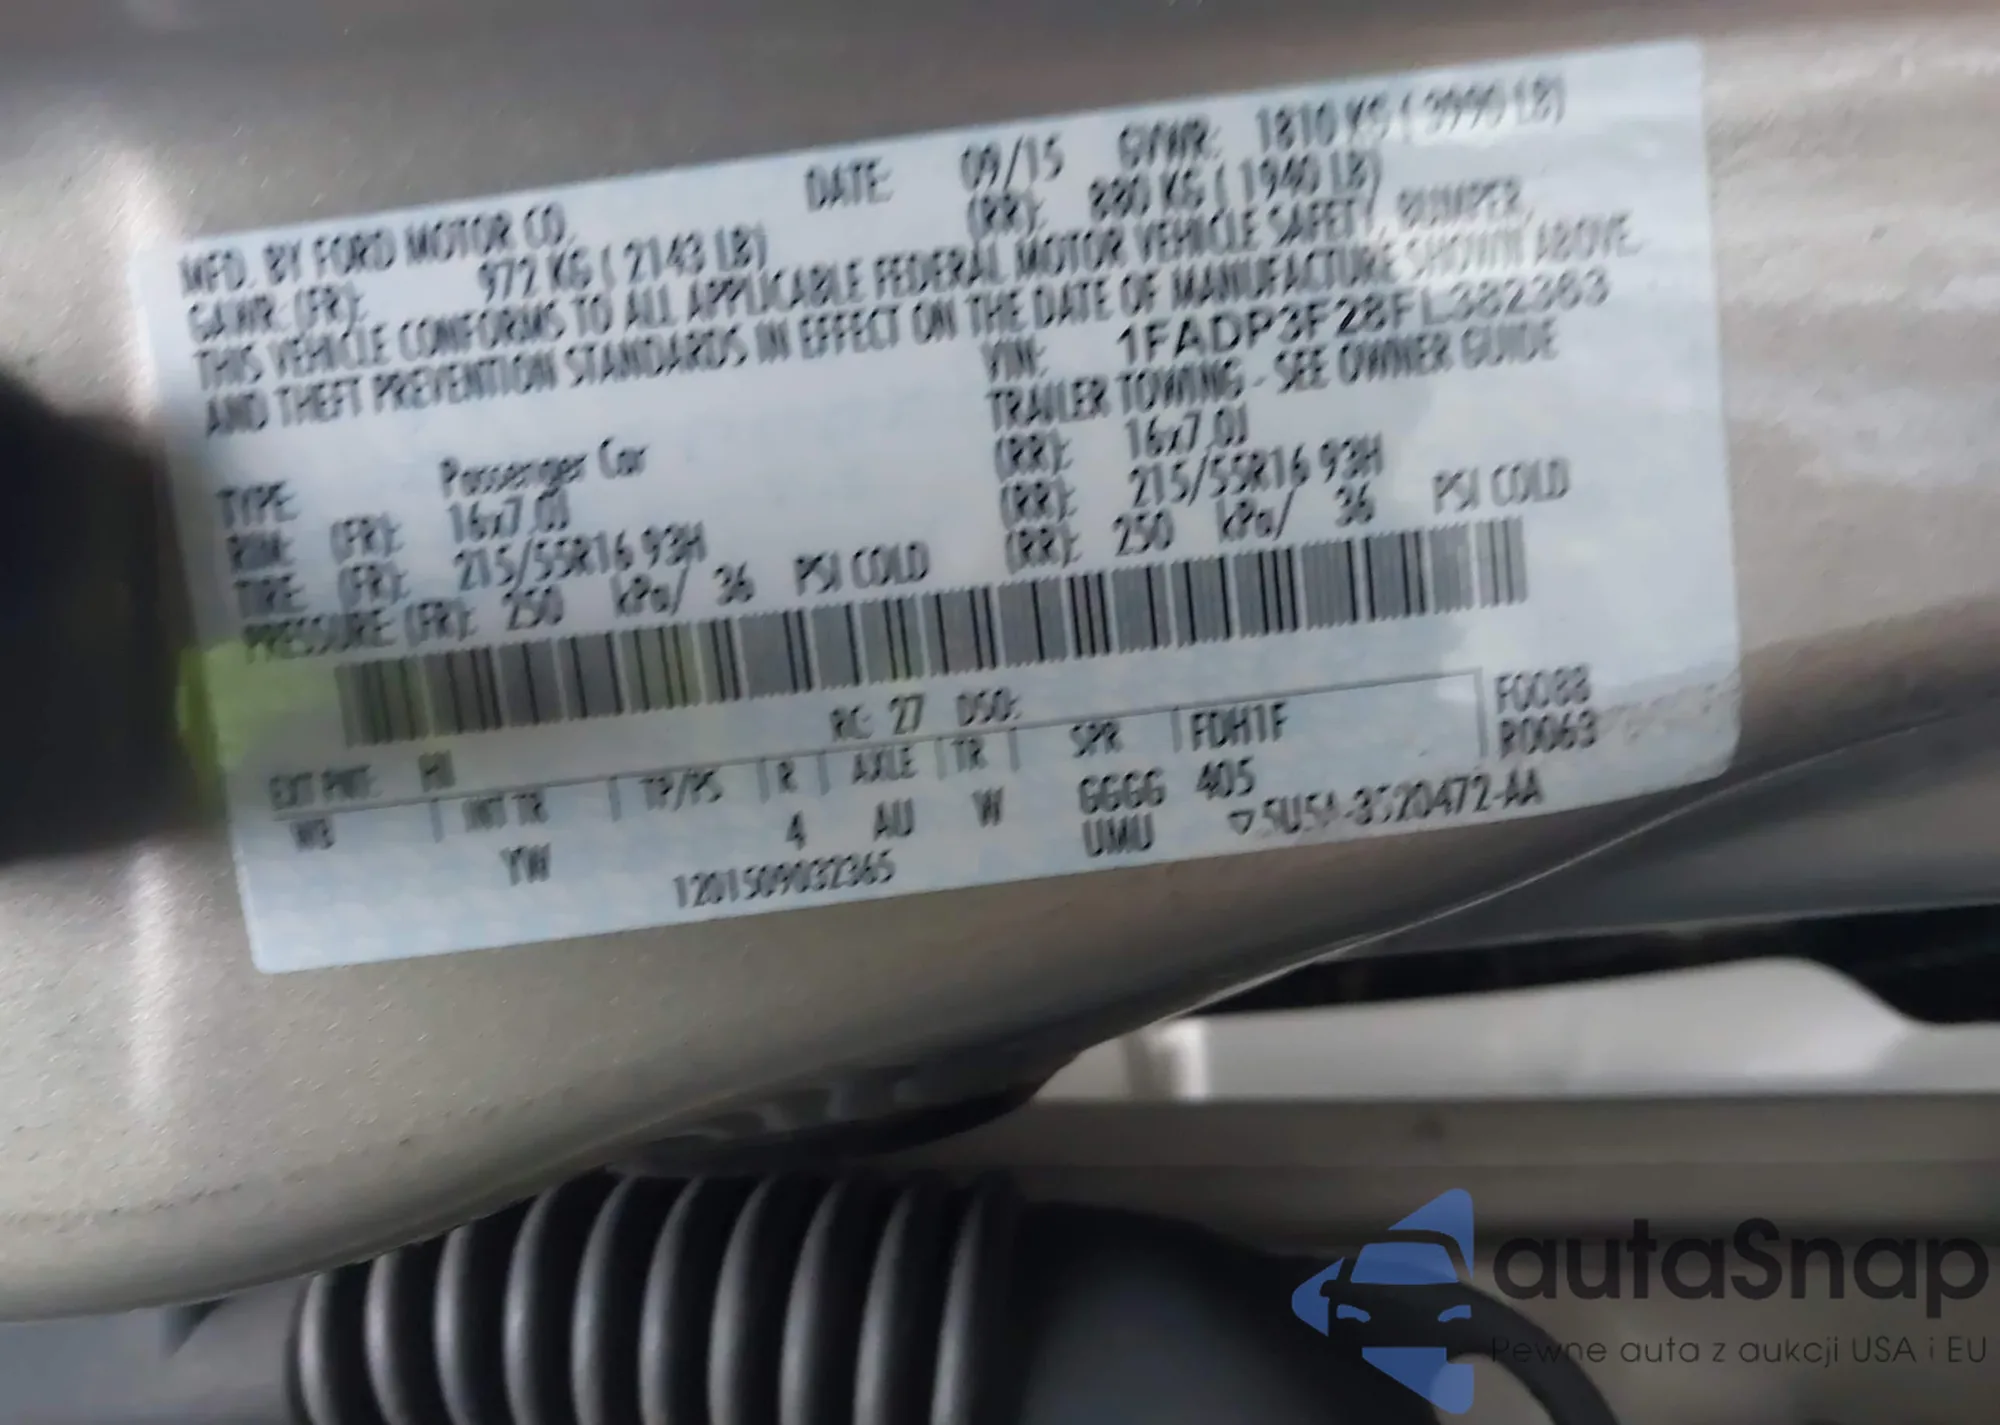 MFD. BY FORD MOTOR CO. DATE: 09/15 GVWR: 1810 KG ( 3990 LB)
GAWR: (FR): 972 KG ( 2143 LB) (RR): 880 KG ( 1940 LB)
THIS VEHICLE CONFORMS TO ALL APPLICABLE FEDERAL MOTOR VEHICLE SAFETY, BUMPER,
AND THEFT PREVENTION STANDARDS IN EFFECT ON THE DATE OF MANUFACTURE SHOWN ABOVE.
VIN: 1FADP3F28FL382363
TYPE: Passenger Car TRAILER TOWING - SEE OWNER GUIDE
RIM: (FR): 16x7.0J (RR): 16x7.0J
TIRE (FR): 215/55R16 93H (RR): 215/55R16 93H
PRESSURE (FR): 250 kPa/ 36 PSI COLD (RR): 250 kPa/ 36 PSI COLD
RC: 27 DSO: F0088
EXT PNT: FDH1F R0063
WB INT TR TP/PS R AXLE TR SPR
YW 4 AU W GGGG 405
UMU ▽5U5A-3520472-AA
1201509032365
autaSnap
Pewne auta z aukcji USA i EU